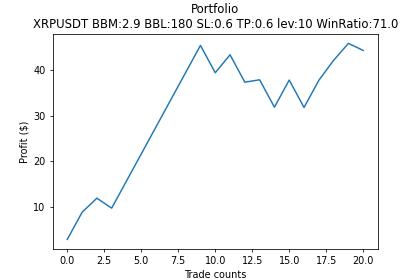 Portfolio
XRPUSDT BBM:2.9 BBL:180 SL:0.6 TP:0.6 lev:10 WinRatio:71.0
Profit ($)
40
30
20
10
0.0 2.5 5.0 7.5 10.0 12.5 15.0 17.5 20.0
Trade counts